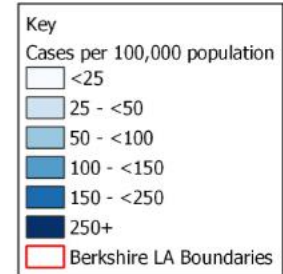 Key
Cases per 100,000 population
<25
25 - <50
50 - <100
100 - <150
150 - <250
250+
Berkshire LA Boundaries